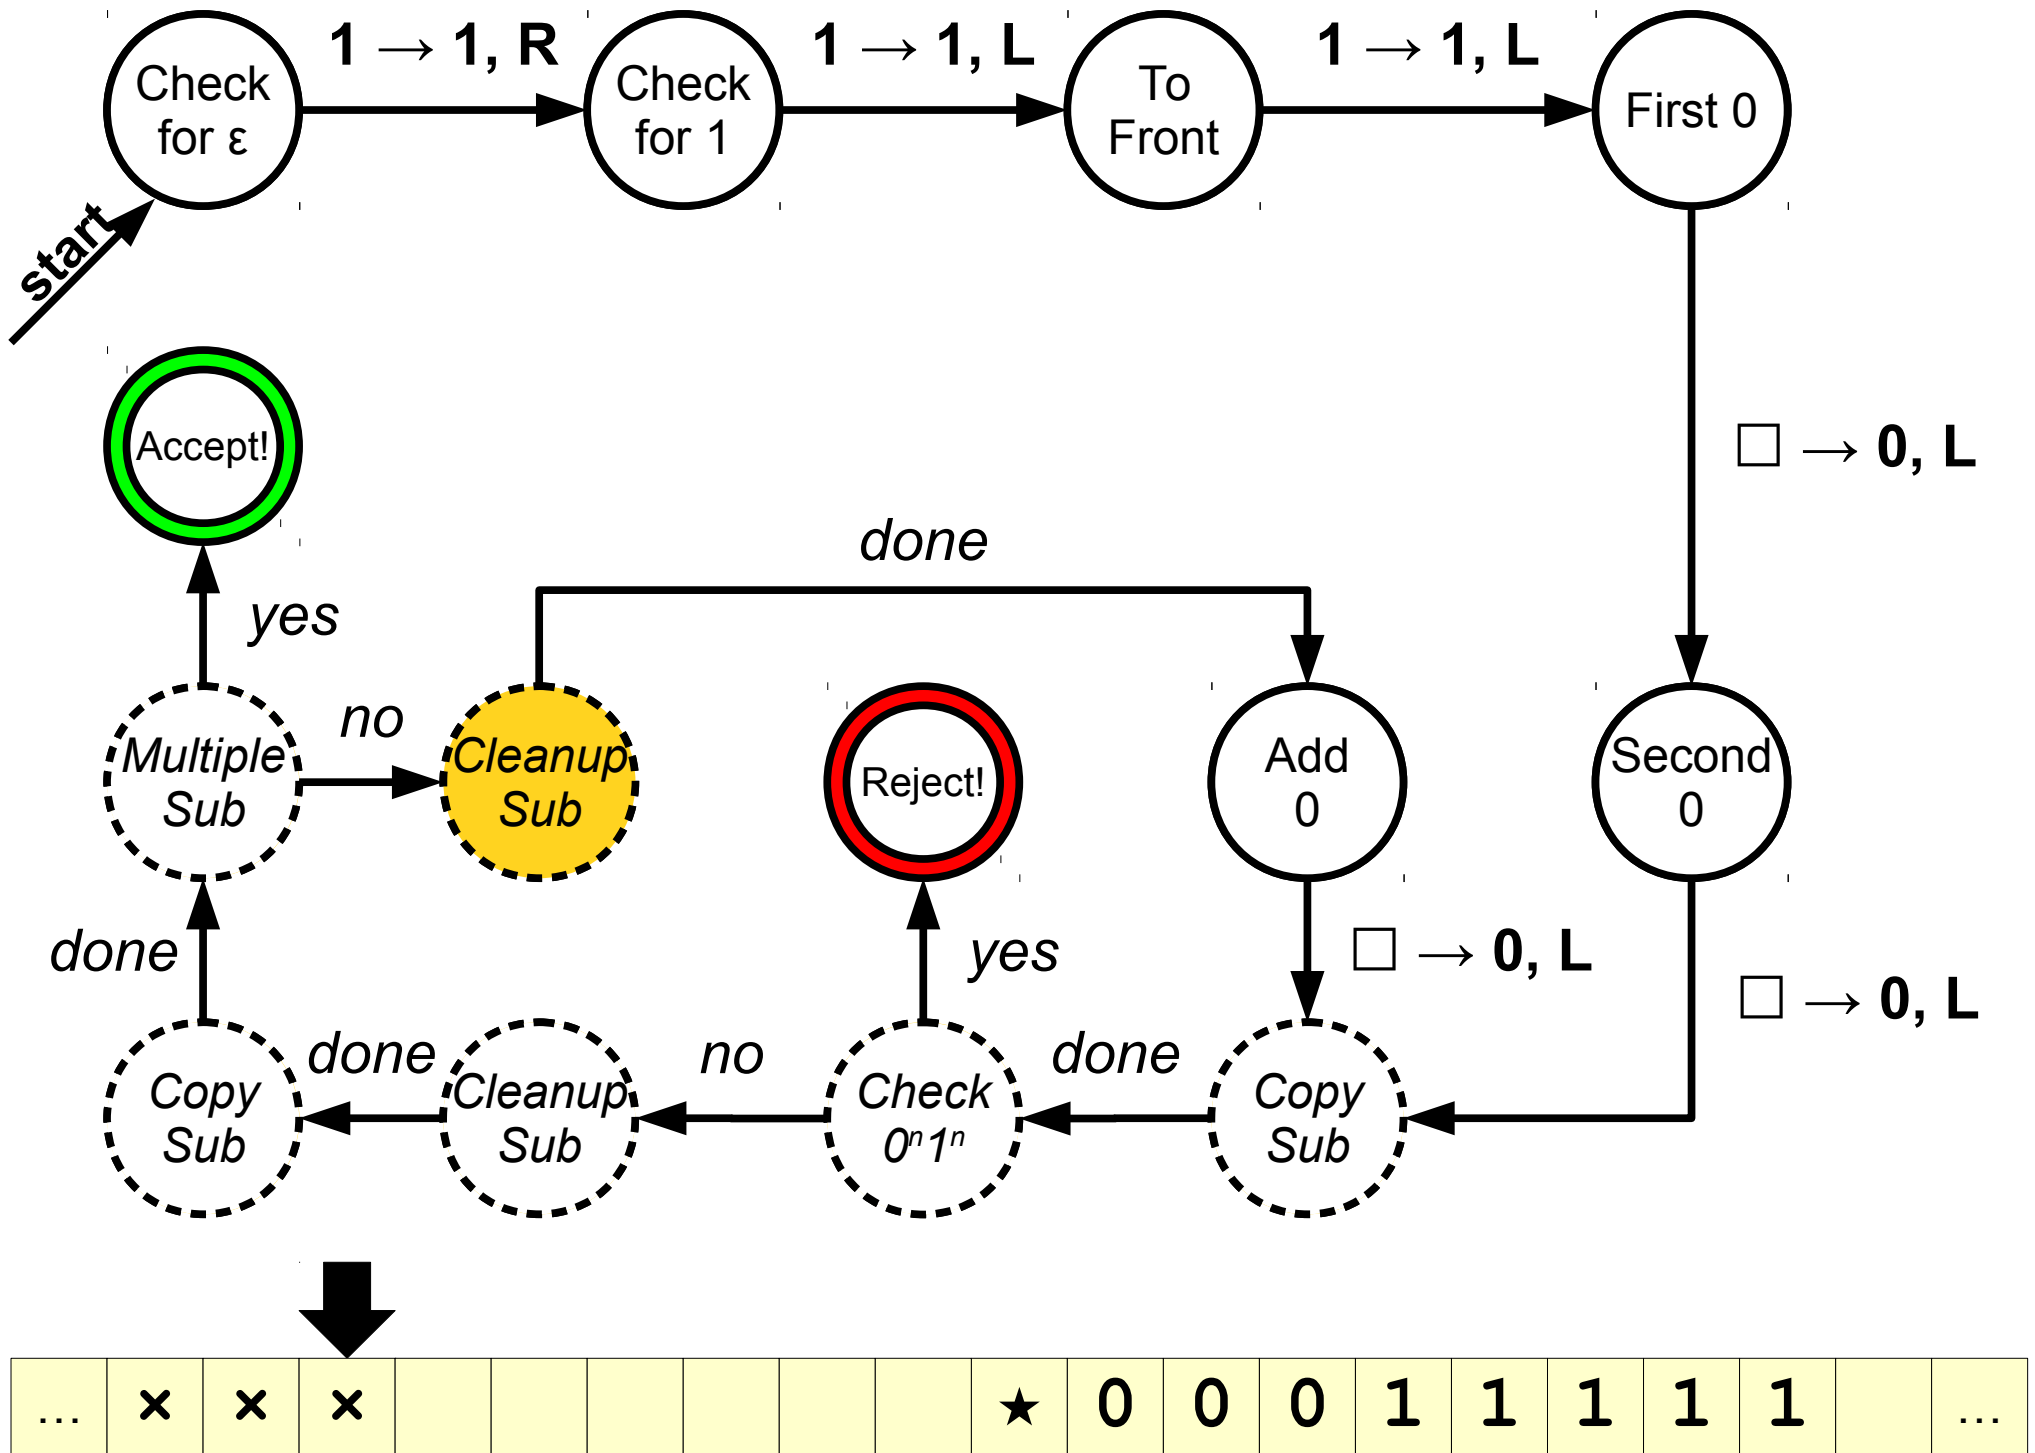 1 → 1, R
1 → 1, L
1 → 1, L
Check
for ε
Check
for 1
To
Front
First 0
start
□ → 0, L
Accept!
done
yes
no
Multiple
Sub
Cleanup
Sub
Reject!
Add
0
Second
0
done
yes
□ → 0, L
□ → 0, L
done
no
done
Copy
Sub
Cleanup
Sub
Check
0ⁿ1ⁿ
Copy
Sub
... × × × ★ 0 0 0 1 1 1 1 1 ...